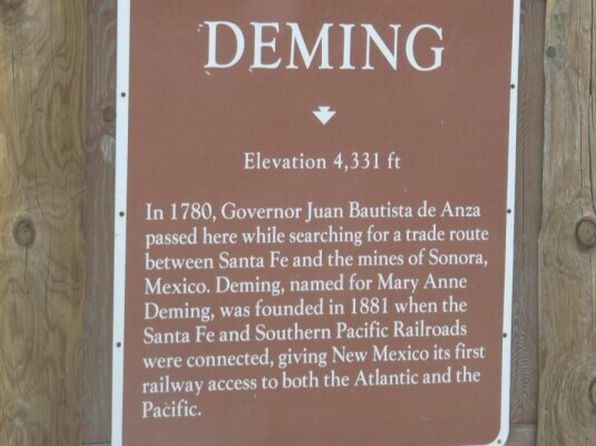 DEMING
Elevation 4,331 ft
In 1780, Governor Juan Bautista de Anza
passed here while searching for a trade route
between Santa Fe and the mines of Sonora,
Mexico. Deming, named for Mary Anne
Deming, was founded in 1881 when the
Santa Fe and Southern Pacific Railroads
were connected, giving New Mexico its first
railway access to both the Atlantic and the
Pacific.